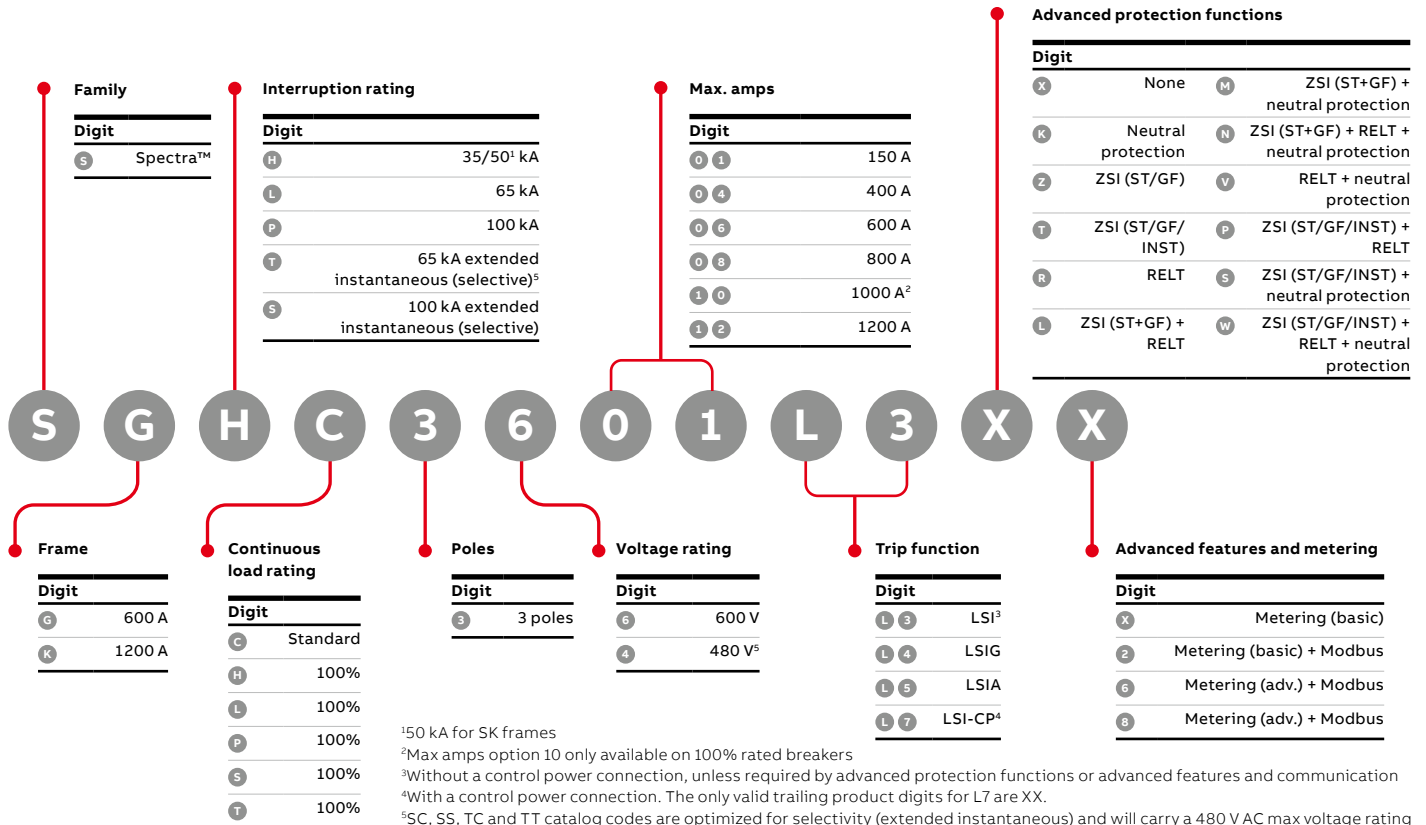 Advanced protection functions
Digit
X None M ZSI (ST+GF) +
neutral protection
K Neutral
protection N ZSI (ST+GF) + RELT +
neutral protection
Z ZSI (ST/GF) V RELT + neutral
protection
T ZSI (ST/GF/
INST) P ZSI (ST/GF/INST) +
RELT
R RELT S ZSI (ST/GF/INST) +
neutral protection
L ZSI (ST+GF) +
RELT W ZSI (ST/GF/INST) +
RELT + neutral
protection
Family
Digit
S Spectra™
Interruption rating
Digit
H 35/50¹ kA
L 65 kA
P 100 kA
T 65 kA extended
instantaneous (selective)⁵
S 100 kA extended
instantaneous (selective)
Max. amps
Digit
0 1 150 A
0 4 400 A
0 6 600 A
0 8 800 A
1 0 1000 A²
1 2 1200 A
S G H C 3 6 0 1 L 3 X X
Frame
Digit
G 600 A
K 1200 A
Continuous
load rating
Digit
C Standard
H 100%
L 100%
P 100%
S 100%
T 100%
Poles
Digit
3 3 poles
Voltage rating
Digit
6 600 V
4 480 V⁵
Trip function
Digit
L 3 LSI³
L 4 LSIG
L 5 LSIA
L 7 LSI-CP⁴
Advanced features and metering
Digit
X Metering (basic)
2 Metering (basic) + Modbus
6 Metering (adv.) + Modbus
8 Metering (adv.) + Modbus
¹50 kA for SK frames
²Max amps option 10 only available on 100% rated breakers
³Without a control power connection, unless required by advanced protection functions or advanced features and communication
⁴With a control power connection. The only valid trailing product digits for L7 are XX.
⁵SC, SS, TC and TT catalog codes are optimized for selectivity (extended instantaneous) and will carry a 480 V AC max voltage rating